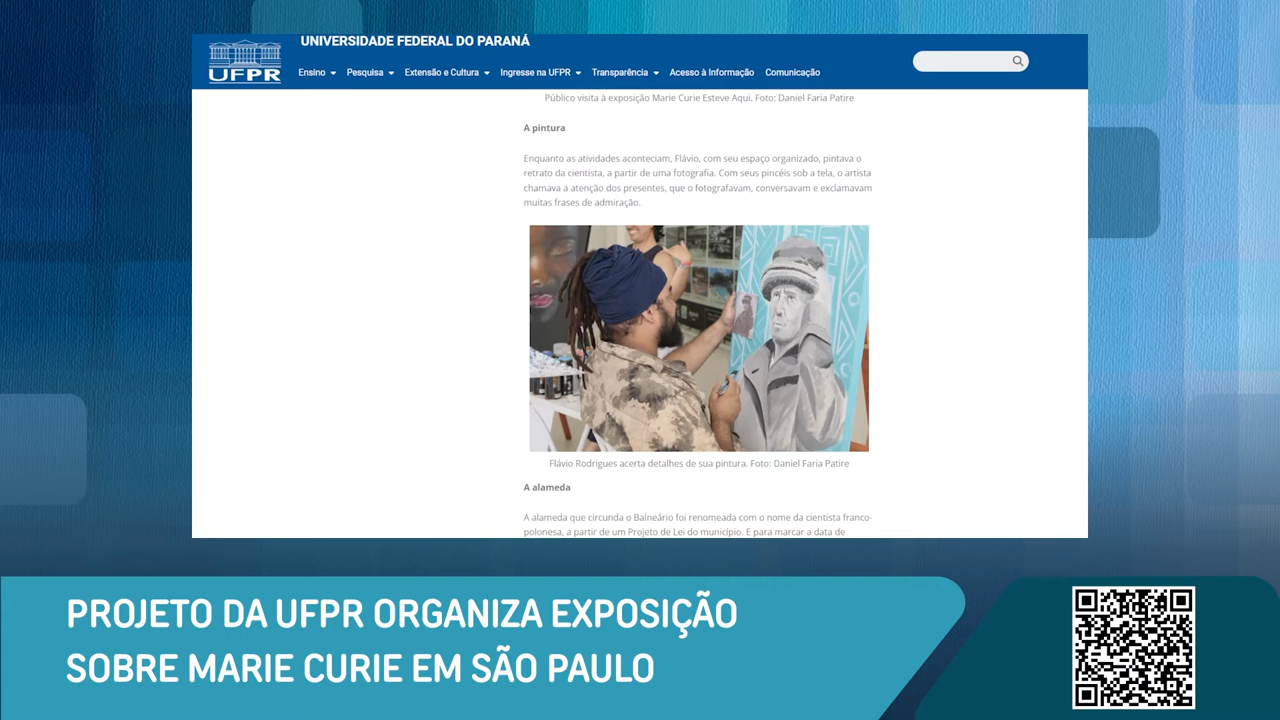 UNIVERSIDADE FEDERAL DO PARANÁ
UFPR
Ensino Pesquisa Extensão e Cultura Ingresse na UFPR Transparência Acesso à Informação Comunicação
Público visita à exposição Marie Curie Esteve Aqui. Foto: Daniel Faria Patire
A pintura
Enquanto as atividades aconteciam, Flávio, com seu espaço organizado, pintava o
retrato da cientista, a partir de uma fotografia. Com seus pincéis sob a tela, o artista
chamava a atenção dos presentes, que o fotografavam, conversavam e exclamavam
muitas frases de admiração.
Flávio Rodrigues acerta detalhes de sua pintura. Foto: Daniel Faria Patire
A alameda
A alameda que circunda o Balneário foi renomeada com o nome da cientista franco-
polonesa, a partir de um Projeto de Lei do município. E para marcar a data de
PROJETO DA UFPR ORGANIZA EXPOSIÇÃO
SOBRE MARIE CURIE EM SÃO PAULO